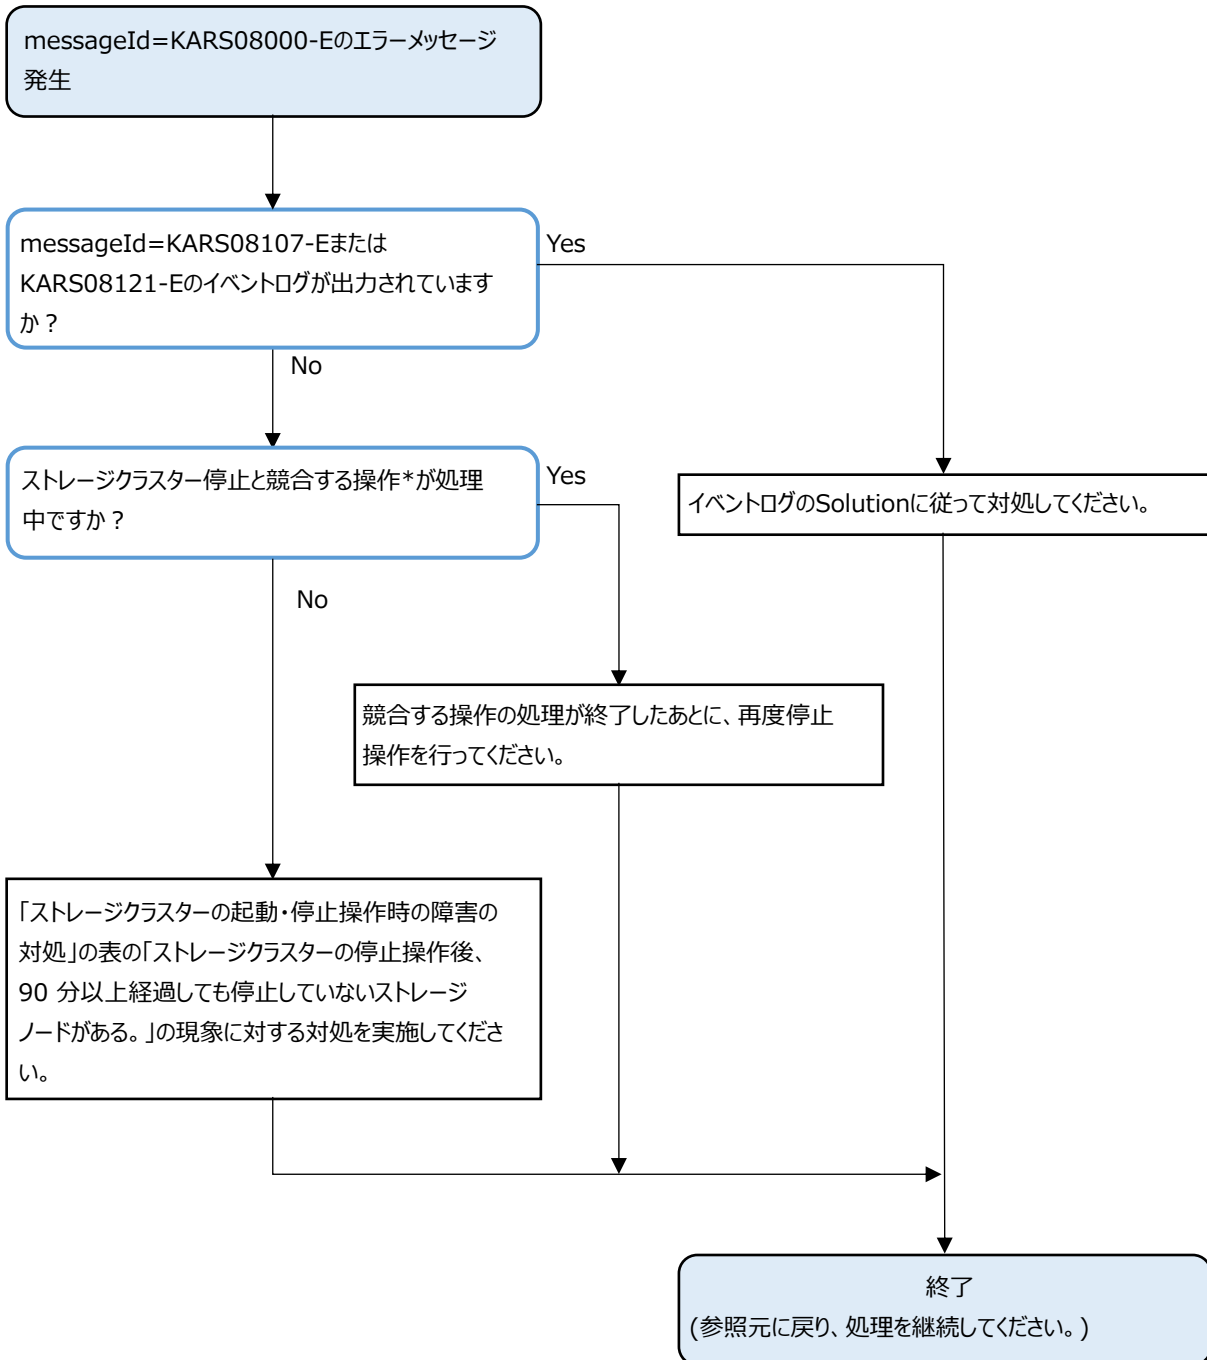 messageId=KARS08000-Eのエラーメッセージ
発生
messageId=KARS08107-Eまたは
KARS08121-Eのイベントログが出力されています
か？
Yes
No
ストレージクラスター停止と競合する操作*が処理
中ですか？
Yes
イベントログのSolutionに従って対処してください。
No
競合する操作の処理が終了したあとに、再度停止
操作を行ってください。
「ストレージクラスターの起動・停止操作時の障害の
対処」の表の「ストレージクラスターの停止操作後、
90 分以上経過しても停止していないストレージ
ノードがある。」の現象に対する対処を実施してくださ
い。
終了
(参照元に戻り、処理を継続してください。)